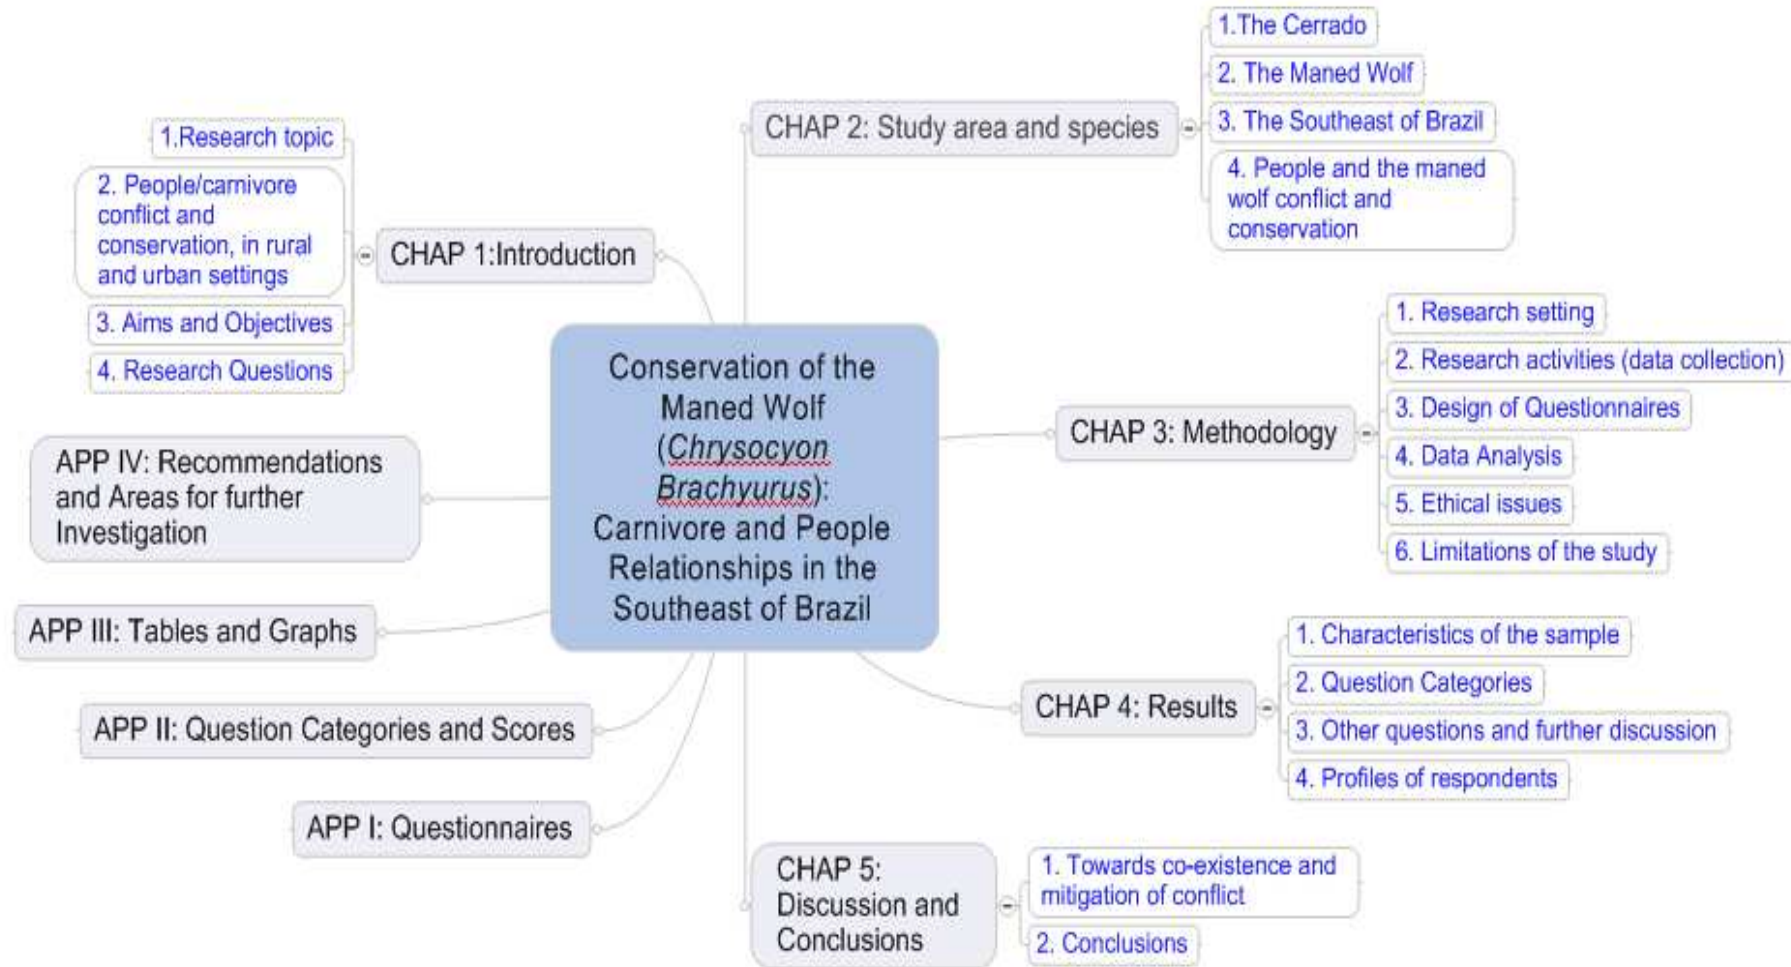 Conservation of the
Maned Wolf
(Chrysocyon
Brachyurus):
Carnivore and People
Relationships in the
Southeast of Brazil
CHAP 1:Introduction
1.Research topic
2. People/carnivore
conflict and
conservation, in rural
and urban settings
3. Aims and Objectives
4. Research Questions
CHAP 2: Study area and species
1.The Cerrado
2. The Maned Wolf
3. The Southeast of Brazil
4. People and the maned
wolf conflict and
conservation
CHAP 3: Methodology
1. Research setting
2. Research activities (data collection)
3. Design of Questionnaires
4. Data Analysis
5. Ethical issues
6. Limitations of the study
CHAP 4: Results
1. Characteristics of the sample
2. Question Categories
3. Other questions and further discussion
4. Profiles of respondents
CHAP 5:
Discussion and
Conclusions
1. Towards co-existence and
mitigation of conflict
2. Conclusions
APP I: Questionnaires
APP II: Question Categories and Scores
APP III: Tables and Graphs
APP IV: Recommendations
and Areas for further
Investigation